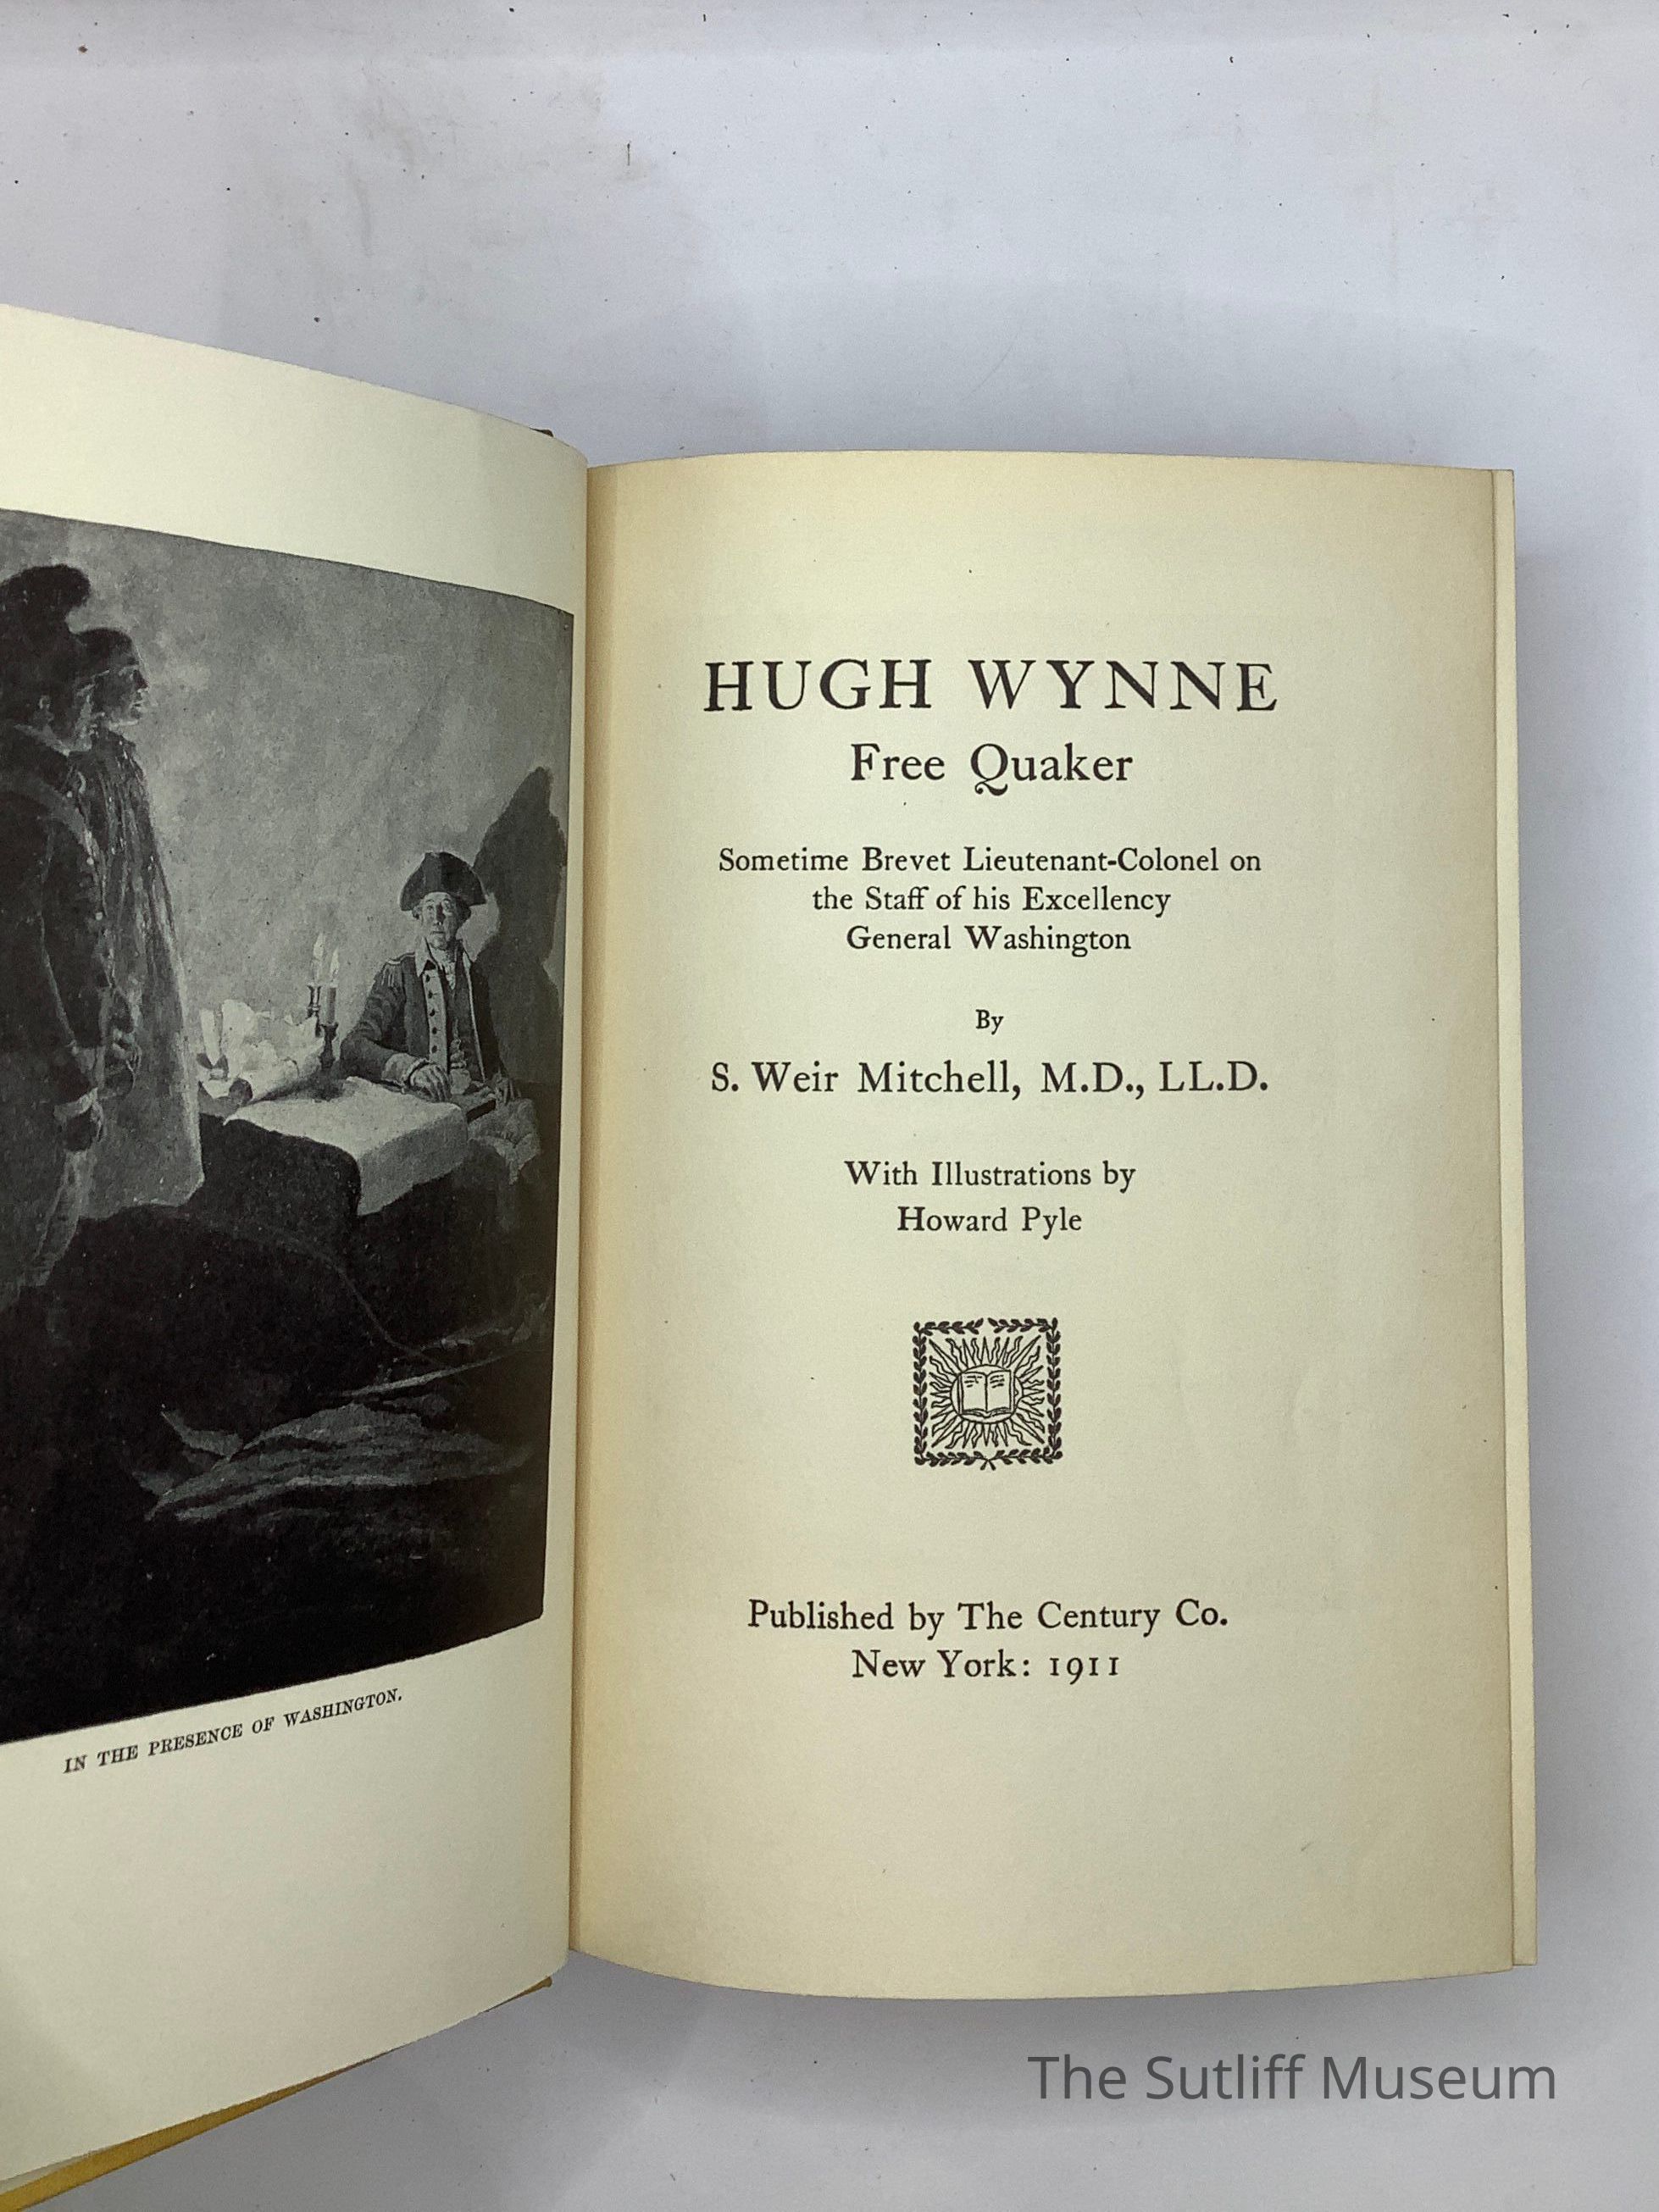 IN THE PRESENCE OF WASHINGTON.
HUGH WYNNE
Free Quaker
Sometime Brevet Lieutenant-Colonel on
the Staff of his Excellency
General Washington
By
S. Weir Mitchell, M.D., LL.D.
With Illustrations by
Howard Pyle
Published by The Century Co.
New York: 1911
The Sutliff Museum